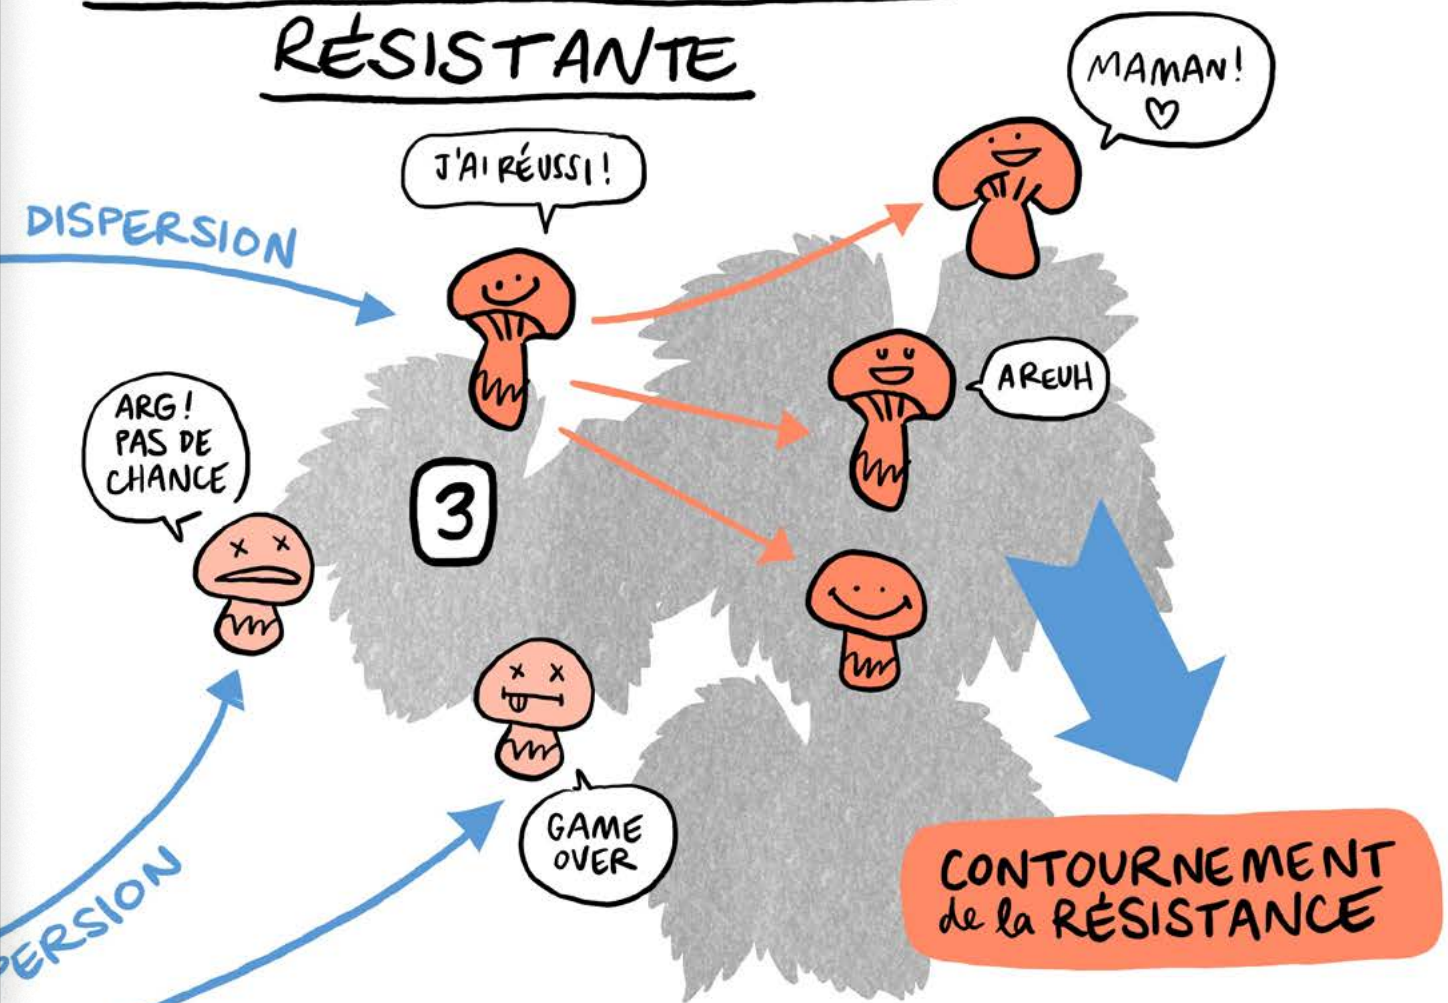 RÉSISTANTE
MAMAN!
J'AI RÉUSSI!
DISPERSION
AREUH
ARG!
PAS DE
CHANCE
3
GAME
OVER
CONTOURNEMENT
de la RÉSISTANCE
PERSION